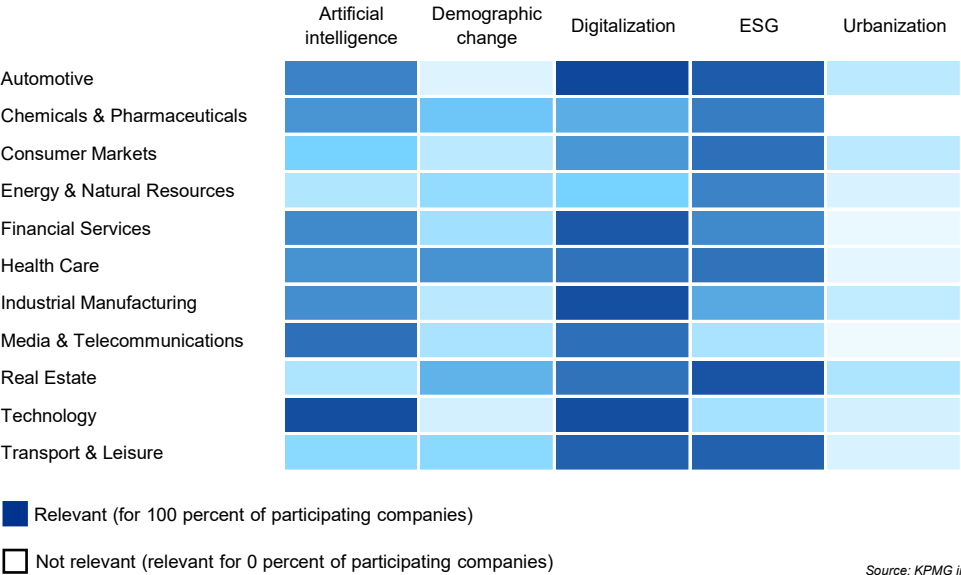 Artificial intelligence
Demographic change
Digitalization
ESG
Urbanization
Automotive
Chemicals & Pharmaceuticals
Consumer Markets
Energy & Natural Resources
Financial Services
Health Care
Industrial Manufacturing
Media & Telecommunications
Real Estate
Technology
Transport & Leisure
Relevant (for 100 percent of participating companies)
Not relevant (relevant for 0 percent of participating companies)
Source: KPMG